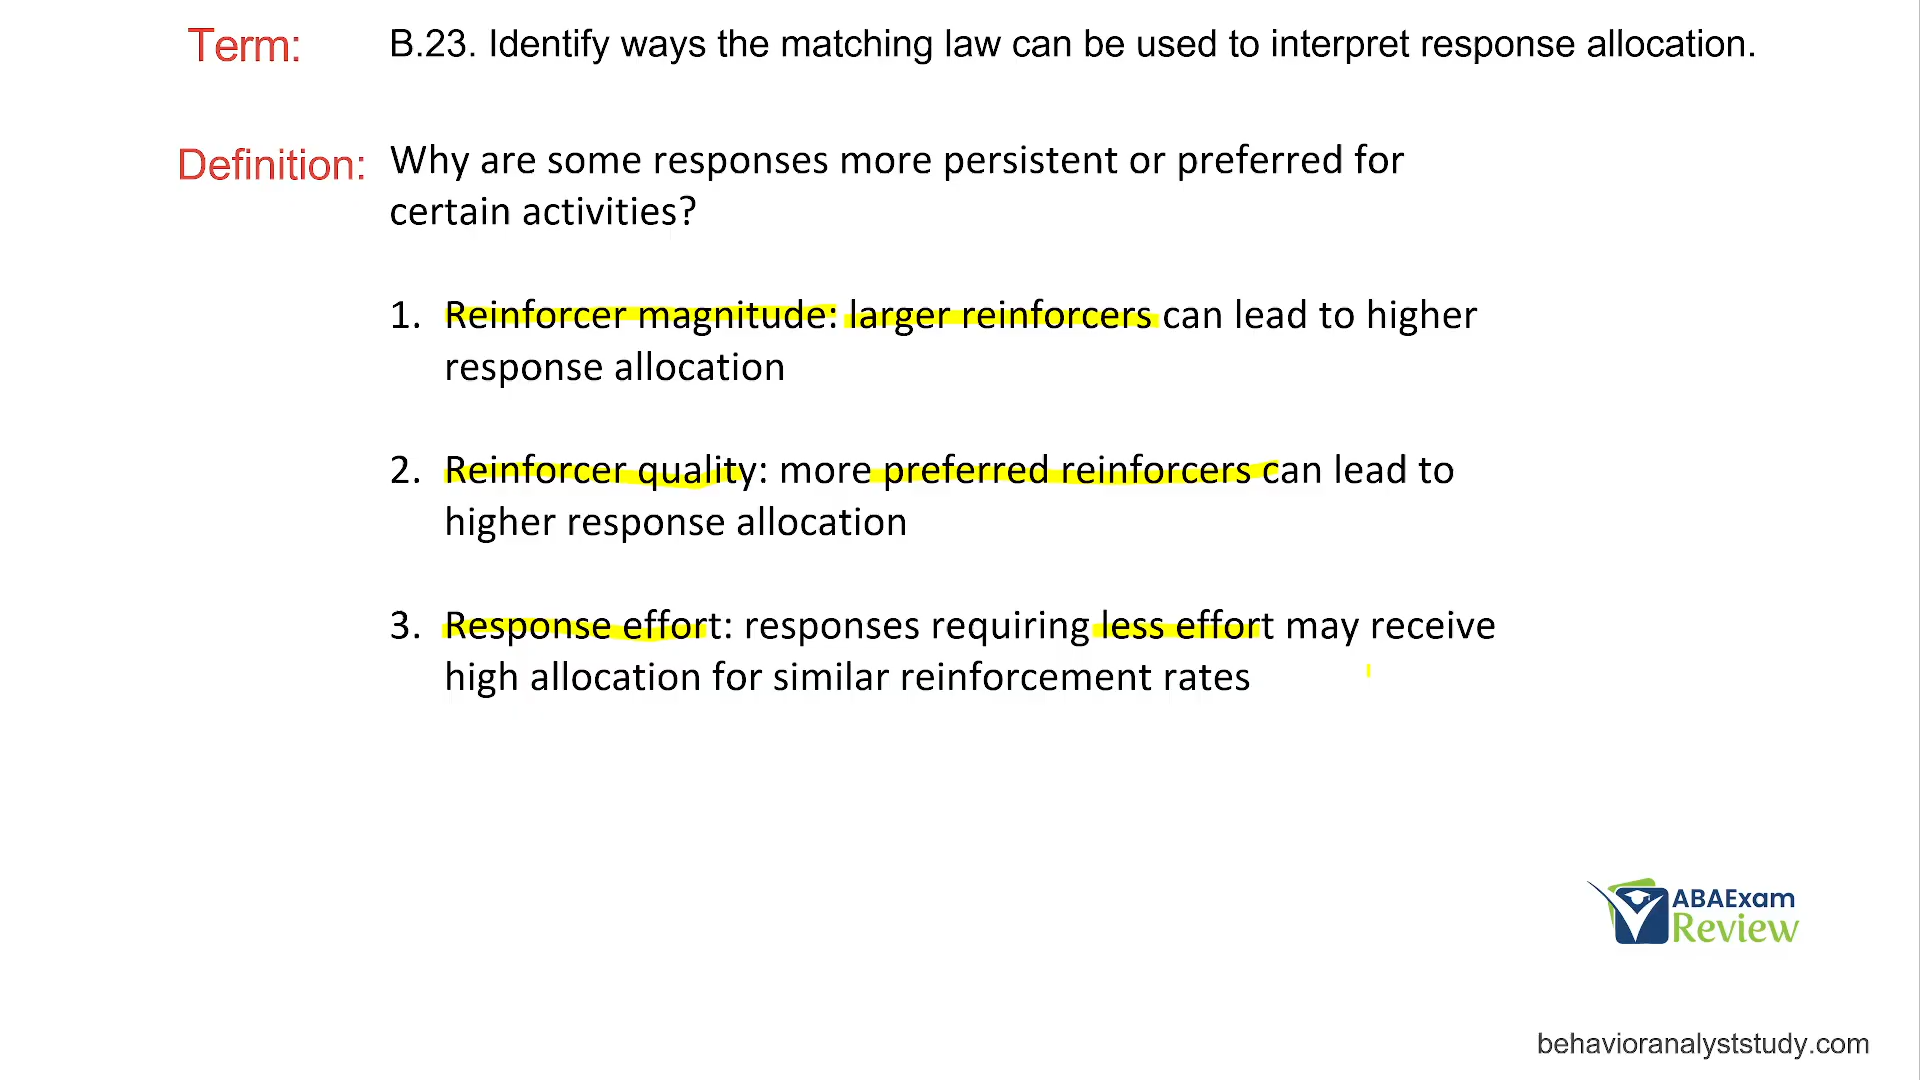 Term: B.23. Identify ways the matching law can be used to interpret response allocation.
Definition: Why are some responses more persistent or preferred for
certain activities?
1. Reinforcer magnitude: larger reinforcers can lead to higher
response allocation
2. Reinforcer quality: more preferred reinforcers can lead to
higher response allocation
3. Response effort: responses requiring less effort may receive
high allocation for similar reinforcement rates
ABAExam
Review
behavioranalyststudy.com